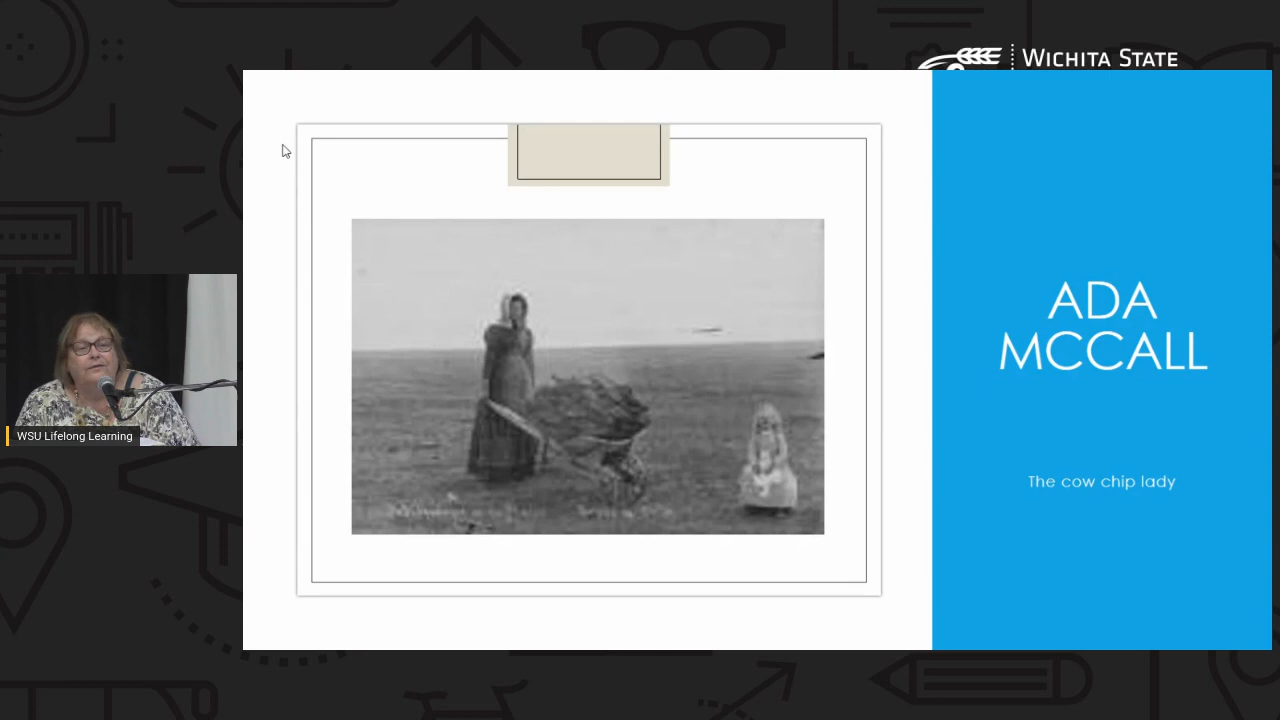 WICHITA STATE
ADA
MCCALL
The cow chip lady
WSU Lifelong Learning